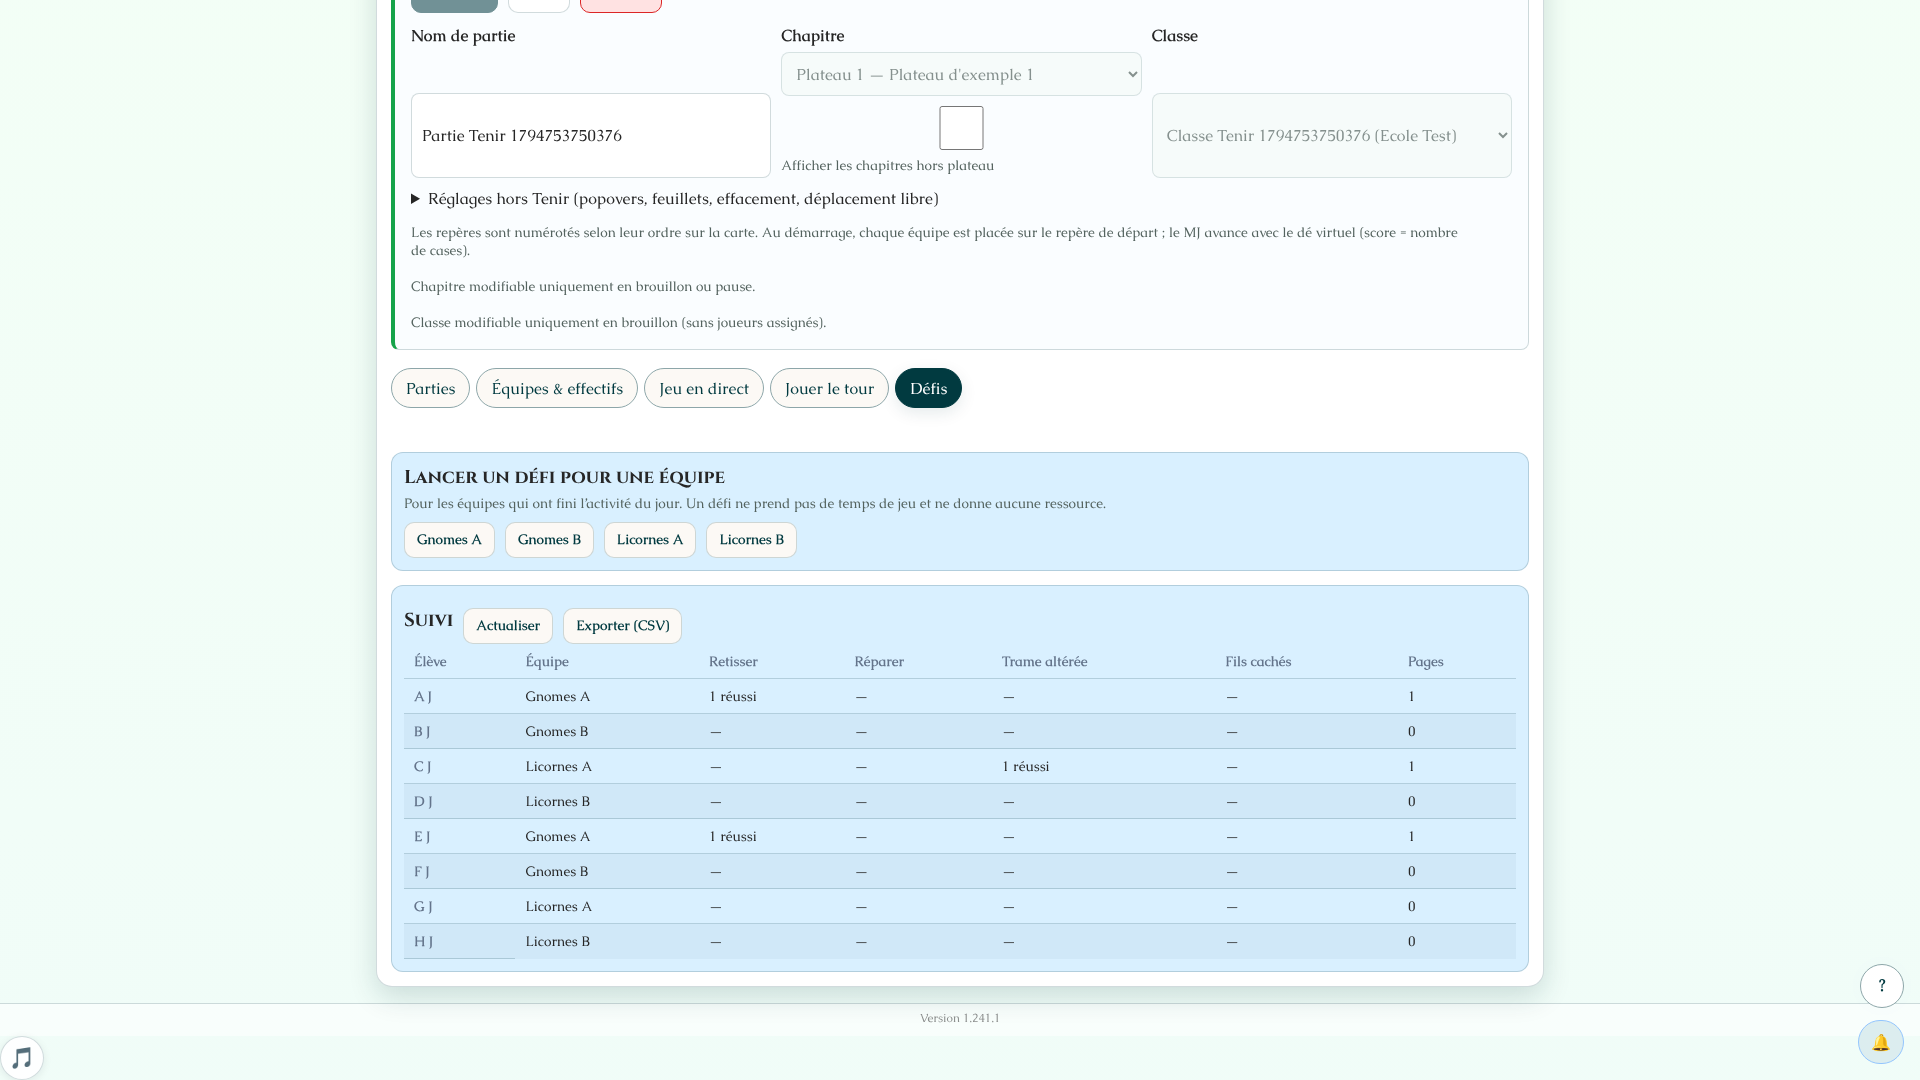 Nom de partie
Chapitre
Classe
Plateau 1 — Plateau d'exemple 1
Partie Tenir 1794753750376
Classe Tenir 1794753750376 (Ecole Test)
Afficher les chapitres hors plateau
Réglages hors Tenir (popovers, feuillets, effacement, déplacement libre)
Les repères sont numérotés selon leur ordre sur la carte. Au démarrage, chaque équipe est placée sur le repère de départ ; le MJ avance avec le dé virtuel (score = nombre
de cases).
Chapitre modifiable uniquement en brouillon ou pause.
Classe modifiable uniquement en brouillon (sans joueurs assignés).
Parties
Équipes & effectifs
Jeu en direct
Jouer le tour
Défis
Lancer un défi pour une équipe
Pour les équipes qui ont fini l’activité du jour. Un défi ne prend pas de temps de jeu et ne donne aucune ressource.
Gnomes A
Gnomes B
Licornes A
Licornes B
Suivi
Actualiser
Exporter (CSV)
Élève Équipe Retisser Réparer Trame altérée Fils cachés Pages
A J Gnomes A 1 réussi — — — 1
B J Gnomes B — — — — 0
C J Licornes A — — 1 réussi — 1
D J Licornes B — — — — 0
E J Gnomes A 1 réussi — — — 1
F J Gnomes B — — — — 0
G J Licornes A — — — — 0
H J Licornes B — — — — 0
?
Version 1.241.1